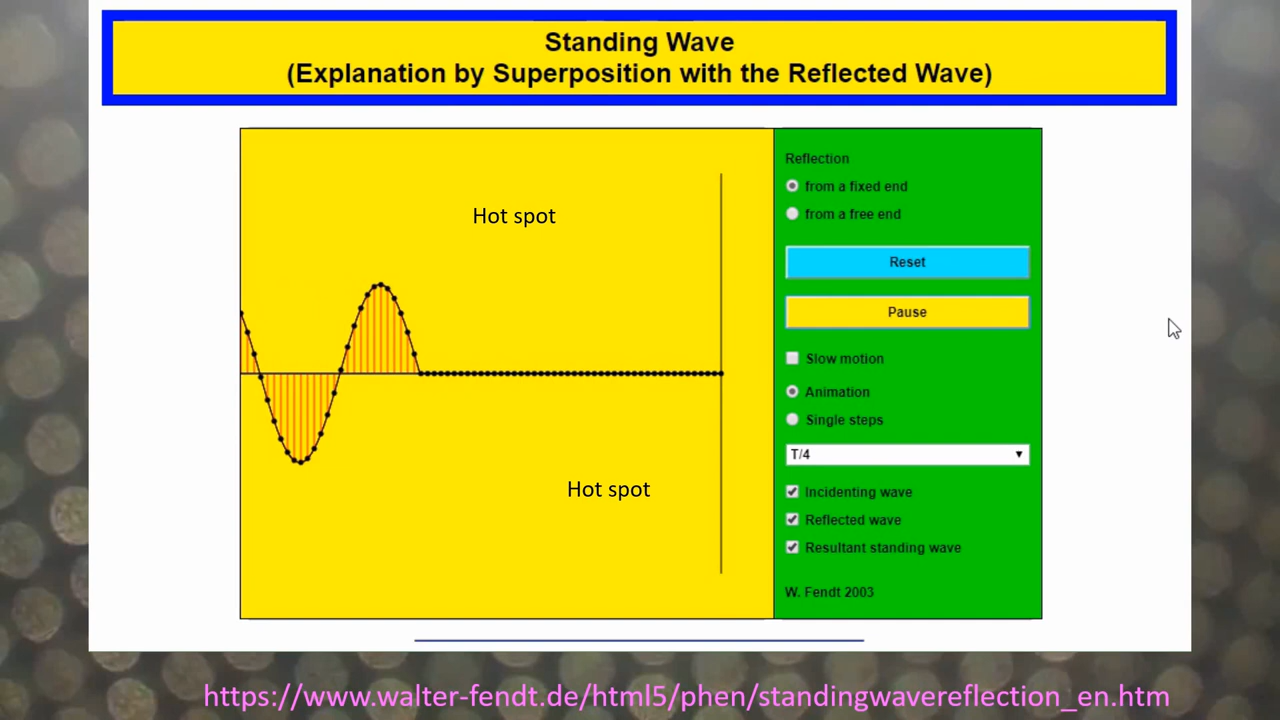 Standing Wave
(Explanation by Superposition with the Reflected Wave)
Hot spot
Hot spot
Reflection
from a fixed end
from a free end
Reset
Pause
Slow motion
Animation
Single steps
T/4
Incidenting wave
Reflected wave
Resultant standing wave
W. Fendt 2003
https://www.walter-fendt.de/html5/phen/standingwavereflection_en.htm